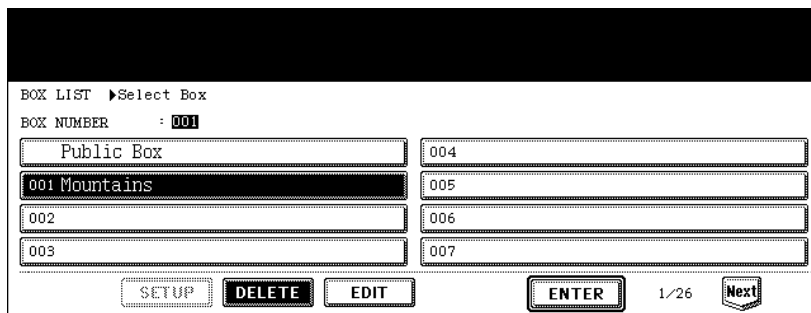 BOX LIST ▶Select Box
BOX NUMBER : 001
Public Box 004
001 Mountains 005
002 006
003 007
SETUP DELETE EDIT ENTER 1/26 Next